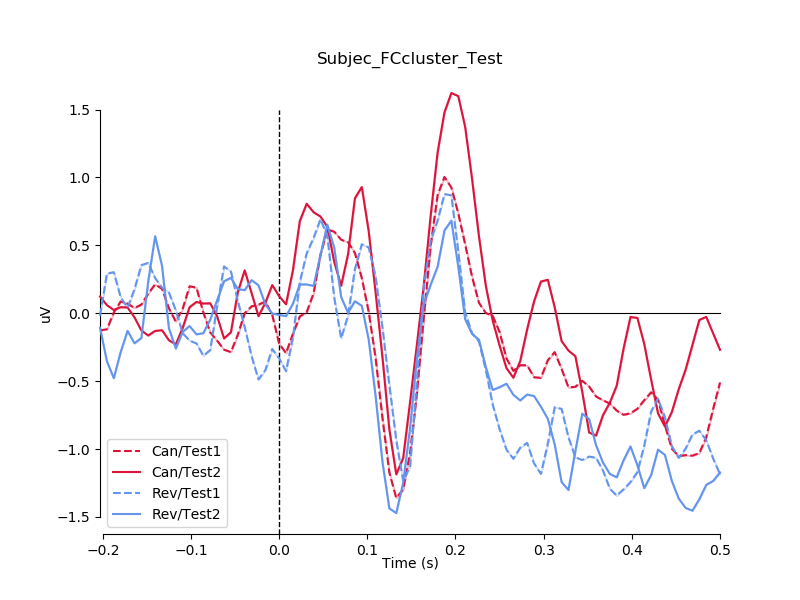 Subjec_FCcluster_Test
1.5
1.0
0.5
0.0
−0.5
−1.0
−1.5
uV
Can/Test1
Can/Test2
Rev/Test1
Rev/Test2
−0.2 −0.1 0.0 0.1 0.2 0.3 0.4 0.5
Time (s)